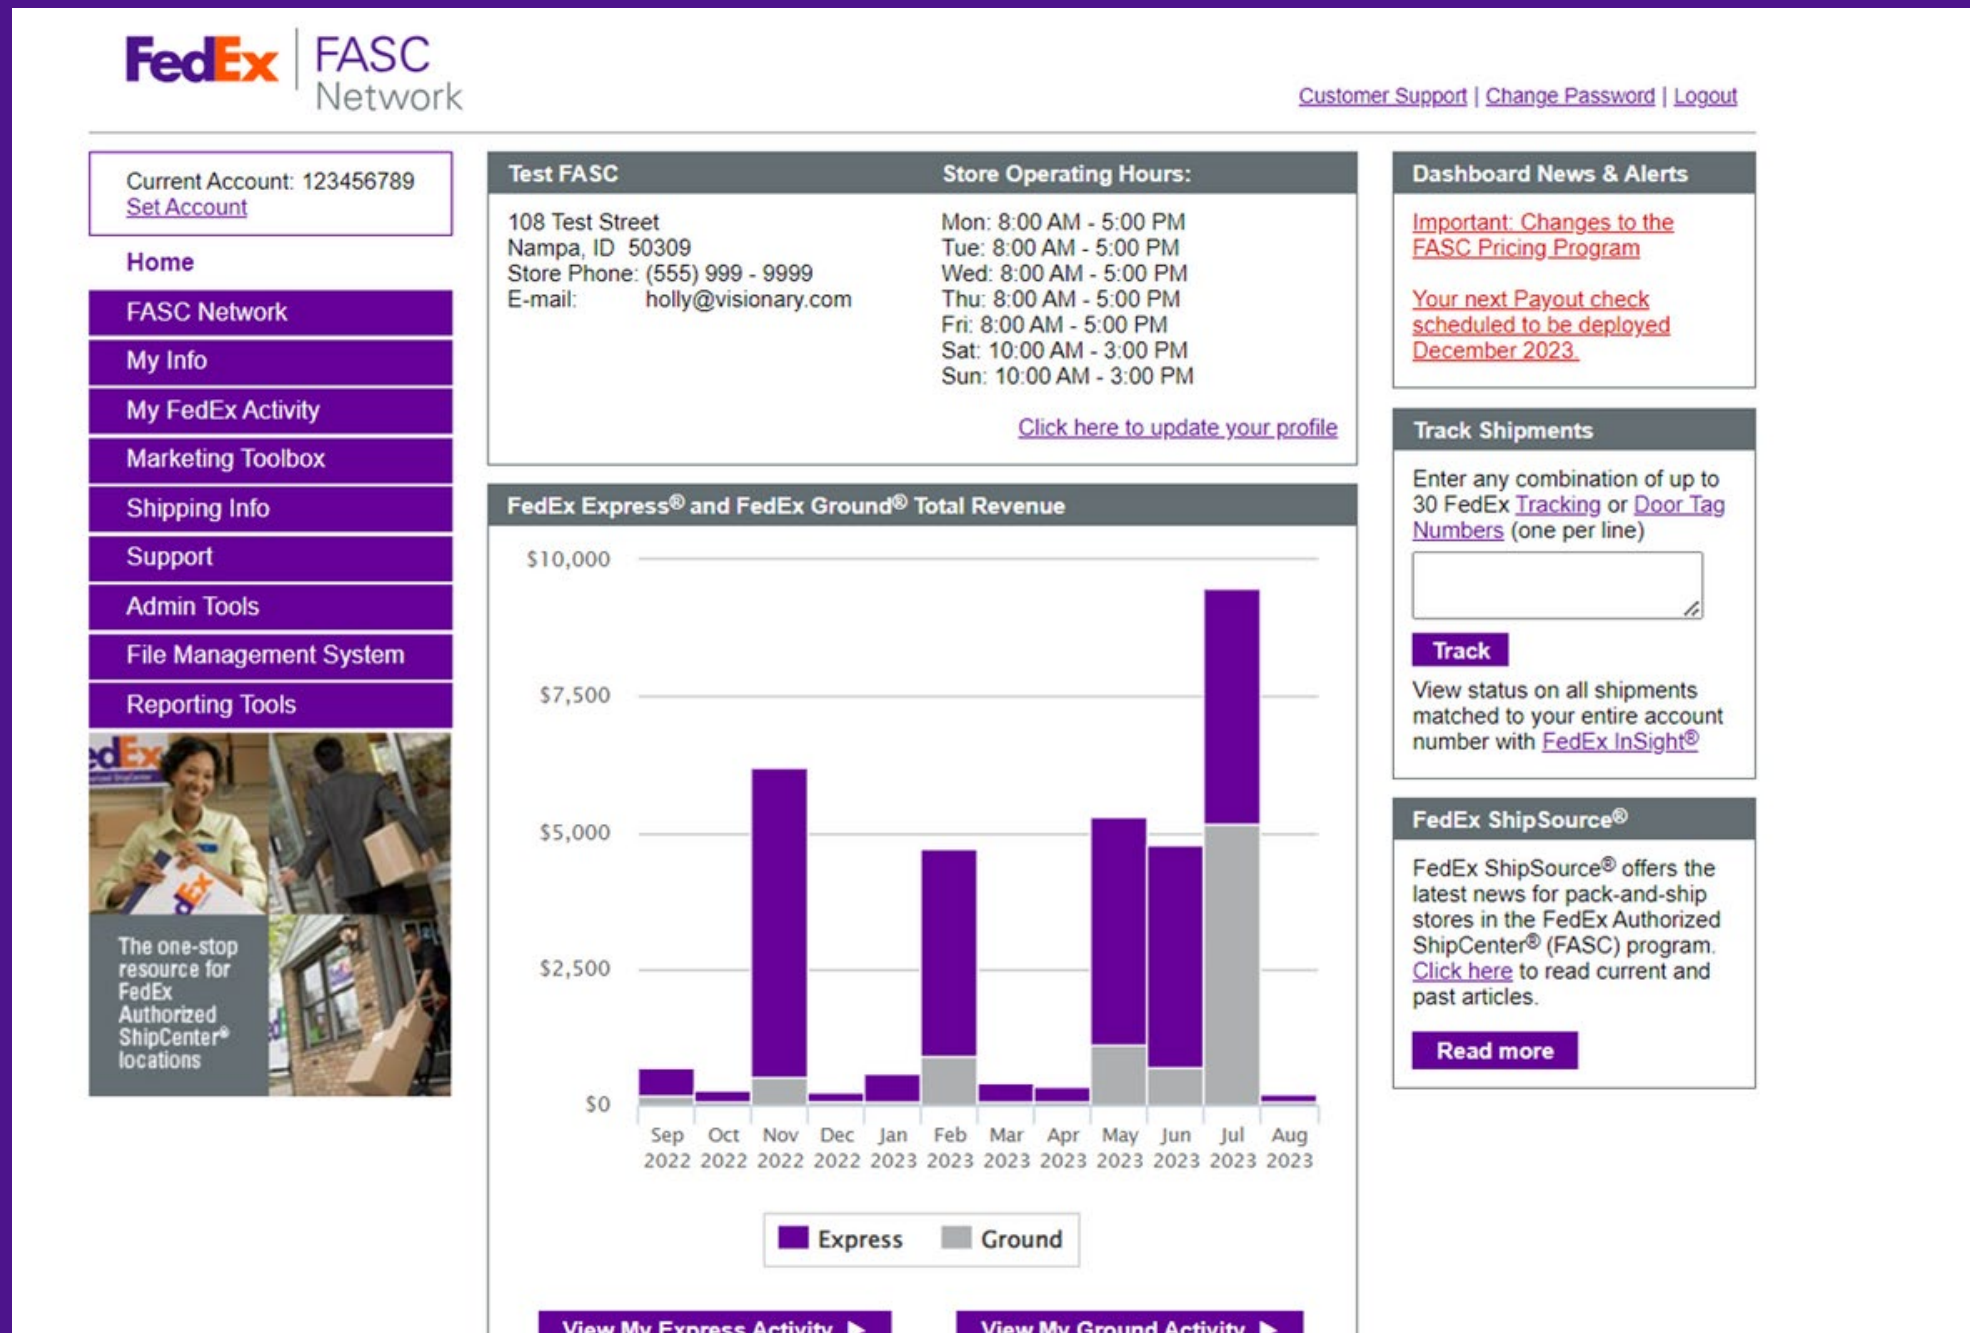 FedEx
FASC
Network
Customer Support | Change Password | Logout
Current Account: 123456789
Set Account
Home
FASC Network
My Info
My FedEx Activity
Marketing Toolbox
Shipping Info
Support
Admin Tools
File Management System
Reporting Tools
edEx
The one-stop
resource for
FedEx
Authorized
ShipCenter®
locations
Test FASC
108 Test Street
Nampa, ID 50309
Store Phone: (555) 999 - 9999
E-mail: holly@visionary.com
Store Operating Hours:
Mon: 8:00 AM - 5:00 PM
Tue: 8:00 AM - 5:00 PM
Wed: 8:00 AM - 5:00 PM
Thu: 8:00 AM - 5:00 PM
Fri: 8:00 AM - 5:00 PM
Sat: 10:00 AM - 3:00 PM
Sun: 10:00 AM - 3:00 PM
Click here to update your profile
FedEx Express® and FedEx Ground® Total Revenue
$10,000
$7,500
$5,000
$2,500
$0
Sep Oct Nov Dec Jan Feb Mar Apr May Jun Jul Aug
2022 2022 2022 2022 2023 2023 2023 2023 2023 2023 2023 2023
Express Ground
View My Express Activity ▶
View My Ground Activity ▶
Dashboard News & Alerts
Important: Changes to the
FASC Pricing Program
Your next Payout check
scheduled to be deployed
December 2023.
Track Shipments
Enter any combination of up to
30 FedEx Tracking or Door Tag
Numbers (one per line)
Track
View status on all shipments
matched to your entire account
number with FedEx InSight®
FedEx ShipSource®
FedEx ShipSource® offers the
latest news for pack-and-ship
stores in the FedEx Authorized
ShipCenter® (FASC) program.
Click here to read current and
past articles.
Read more